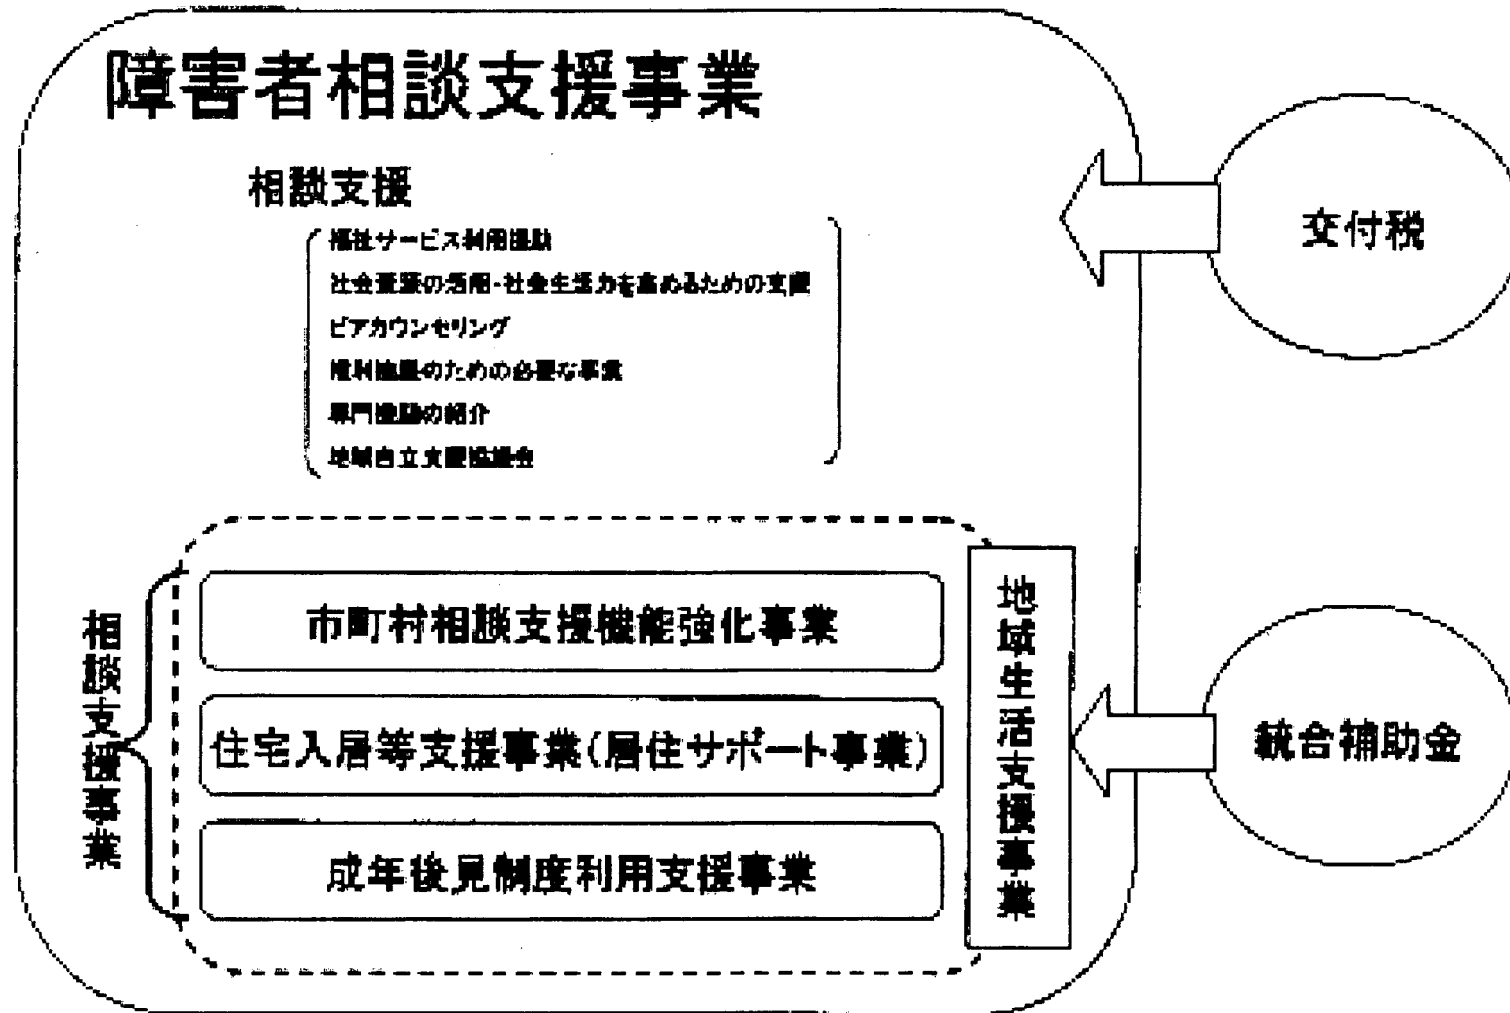 障害者相談支援事業
相談支援
福祉サービス利用援助
社会資源の活用・社会生活力を高めるための支援
ピアカウンセリング
権利擁護のための必要な事業
専門機関の紹介
地域自立支援協議会
交付税
相談支援事業
市町村相談支援機能強化事業
住宅入居等支援事業(居住サポート事業)
成年後見制度利用支援事業
地域生活支援事業
統合補助金